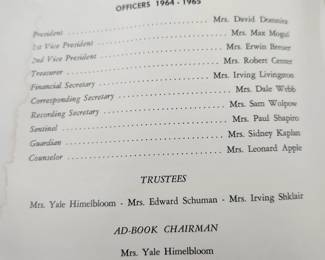 OFFICERS 1964 - 1965
President Mrs. David
1st Vice President Mrs. Max Mogul
2nd Vice President Mrs. Erwin
Treasurer Mrs. Robert Center
Financial Secretary Mrs. Irving Livingston
Corresponding Secretary Mrs. Dale Webb
Recording Secretary Mrs. Sam Wolpow
Sentinel Mrs. Paul Shapiro
Guardian Mrs. Sidney Kaplan
Counselor Mrs. Leonard Apple
TRUSTEES
Mrs. Yale Himelbloom - Mrs. Edward Schuman - Mrs. Irving Shklair
AD-BOOK CHAIRMAN
Mrs. Yale Himelbloom